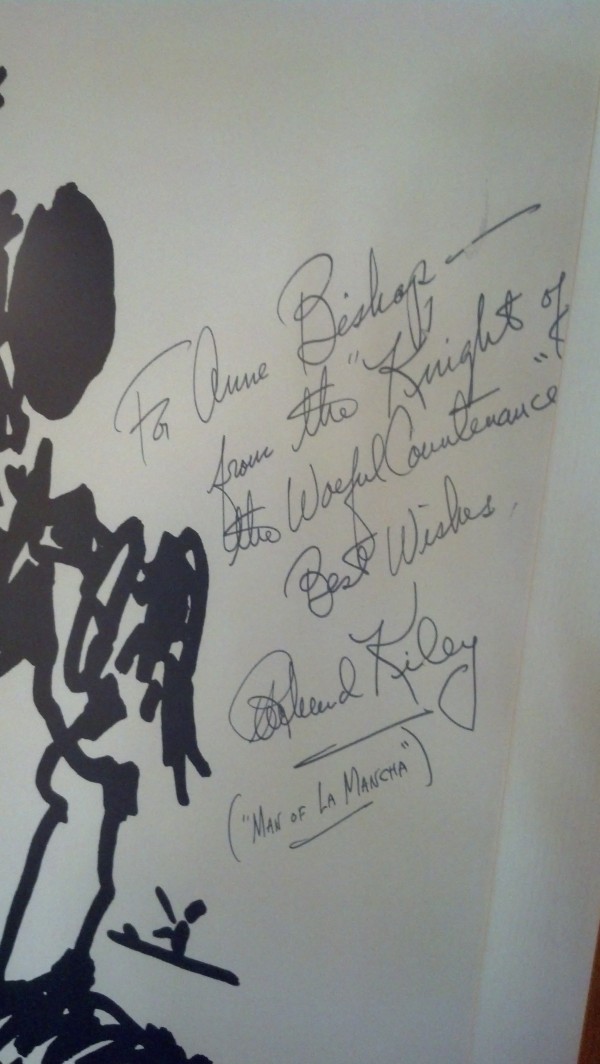 For Anne Bishop —
from the "Knight of
the Woeful Countenance"
Best Wishes,
Richard Kiley
("MAN OF LA MANCHA")